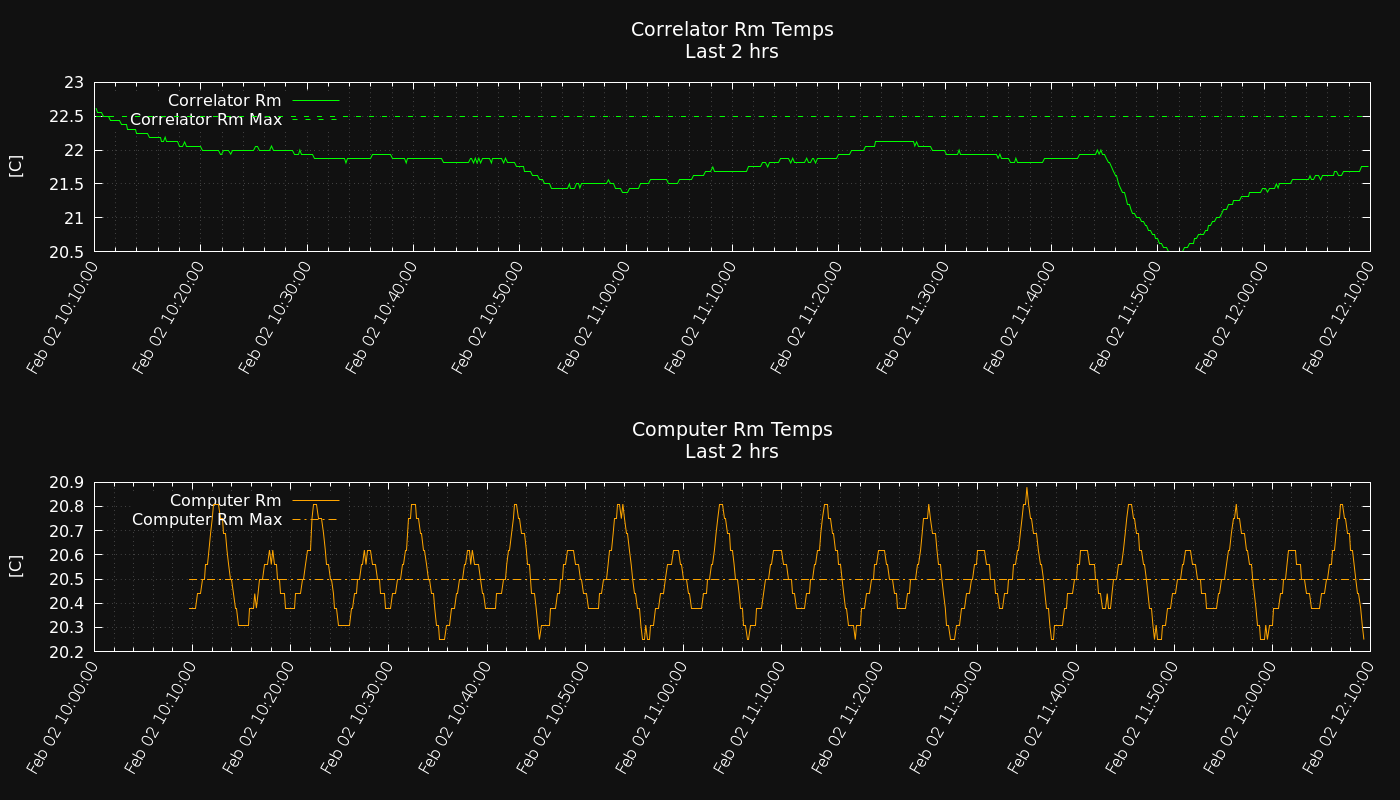 Correlator Rm Temps
Last 2 hrs
23
22.5
22
21.5
21
20.5
[C]
Correlator Rm
Correlator Rm Max
Feb 02 10:10:00
Feb 02 10:20:00
Feb 02 10:30:00
Feb 02 10:40:00
Feb 02 10:50:00
Feb 02 11:00:00
Feb 02 11:10:00
Feb 02 11:20:00
Feb 02 11:30:00
Feb 02 11:40:00
Feb 02 11:50:00
Feb 02 12:00:00
Feb 02 12:10:00
Computer Rm Temps
Last 2 hrs
20.9
20.8
20.7
20.6
20.5
20.4
20.3
20.2
[C]
Computer Rm
Computer Rm Max
Feb 02 10:00:00
Feb 02 10:10:00
Feb 02 10:20:00
Feb 02 10:30:00
Feb 02 10:40:00
Feb 02 10:50:00
Feb 02 11:00:00
Feb 02 11:10:00
Feb 02 11:20:00
Feb 02 11:30:00
Feb 02 11:40:00
Feb 02 11:50:00
Feb 02 12:00:00
Feb 02 12:10:00